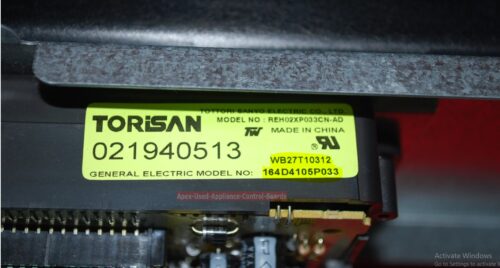 TOTTORI SANYO ELECTRIC CO., LTD.
TORiSAN
MODEL NO : REH02XP033CN-AD
MADE IN CHINA
021940513
WB27T10312
GENERAL ELECTRIC MODEL NO:
164D4105P033
Apex-Used-Appliance-Control-Boards
Activate Windows
Go to Settings to activate